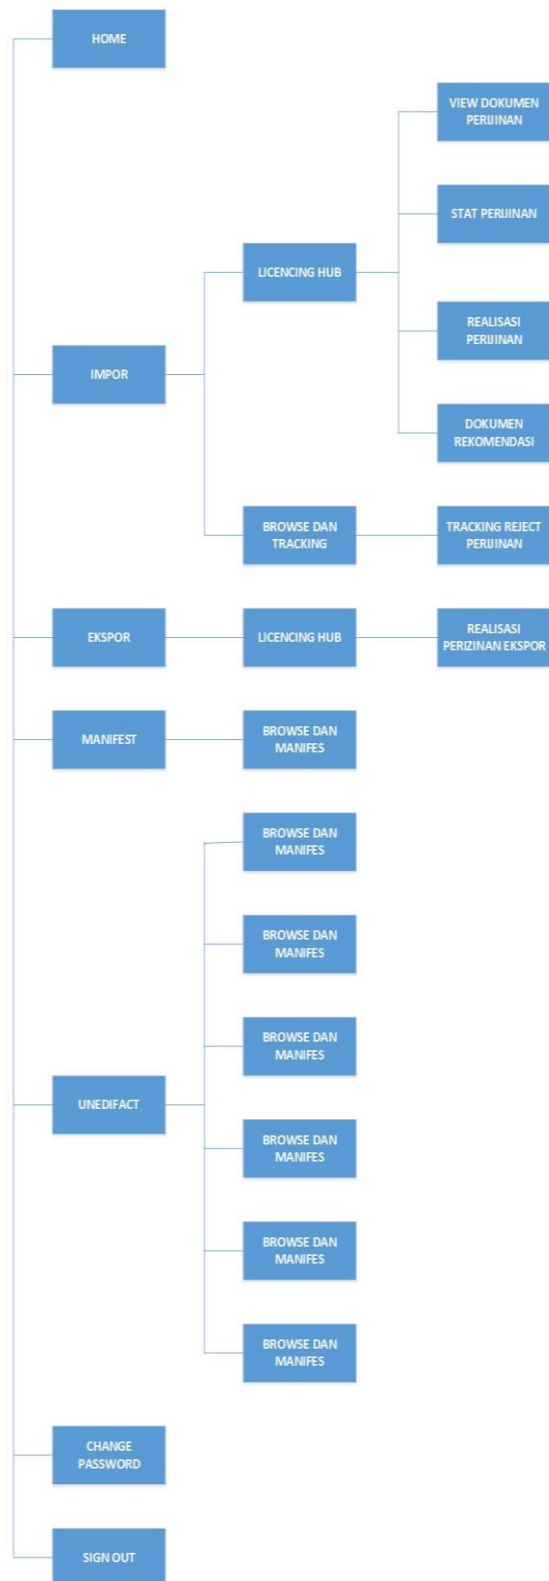 HOME
VIEW DOKUMEN
PERIJINAN
STAT PERIJINAN
LICENCING HUB
REALISASI
PERIJINAN
IMPOR
DOKUMEN
REKOMENDASI
BROWSE DAN
TRACKING
TRACKING REJECT
PERIJINAN
EKSPOR
LICENCING HUB
REALISASI
PERIZINAN EKSPOR
MANIFEST
BROWSE DAN
MANIFES
BROWSE DAN
MANIFES
BROWSE DAN
MANIFES
BROWSE DAN
MANIFES
UNEDIFACT
BROWSE DAN
MANIFES
BROWSE DAN
MANIFES
BROWSE DAN
MANIFES
CHANGE
PASSWORD
SIGN OUT